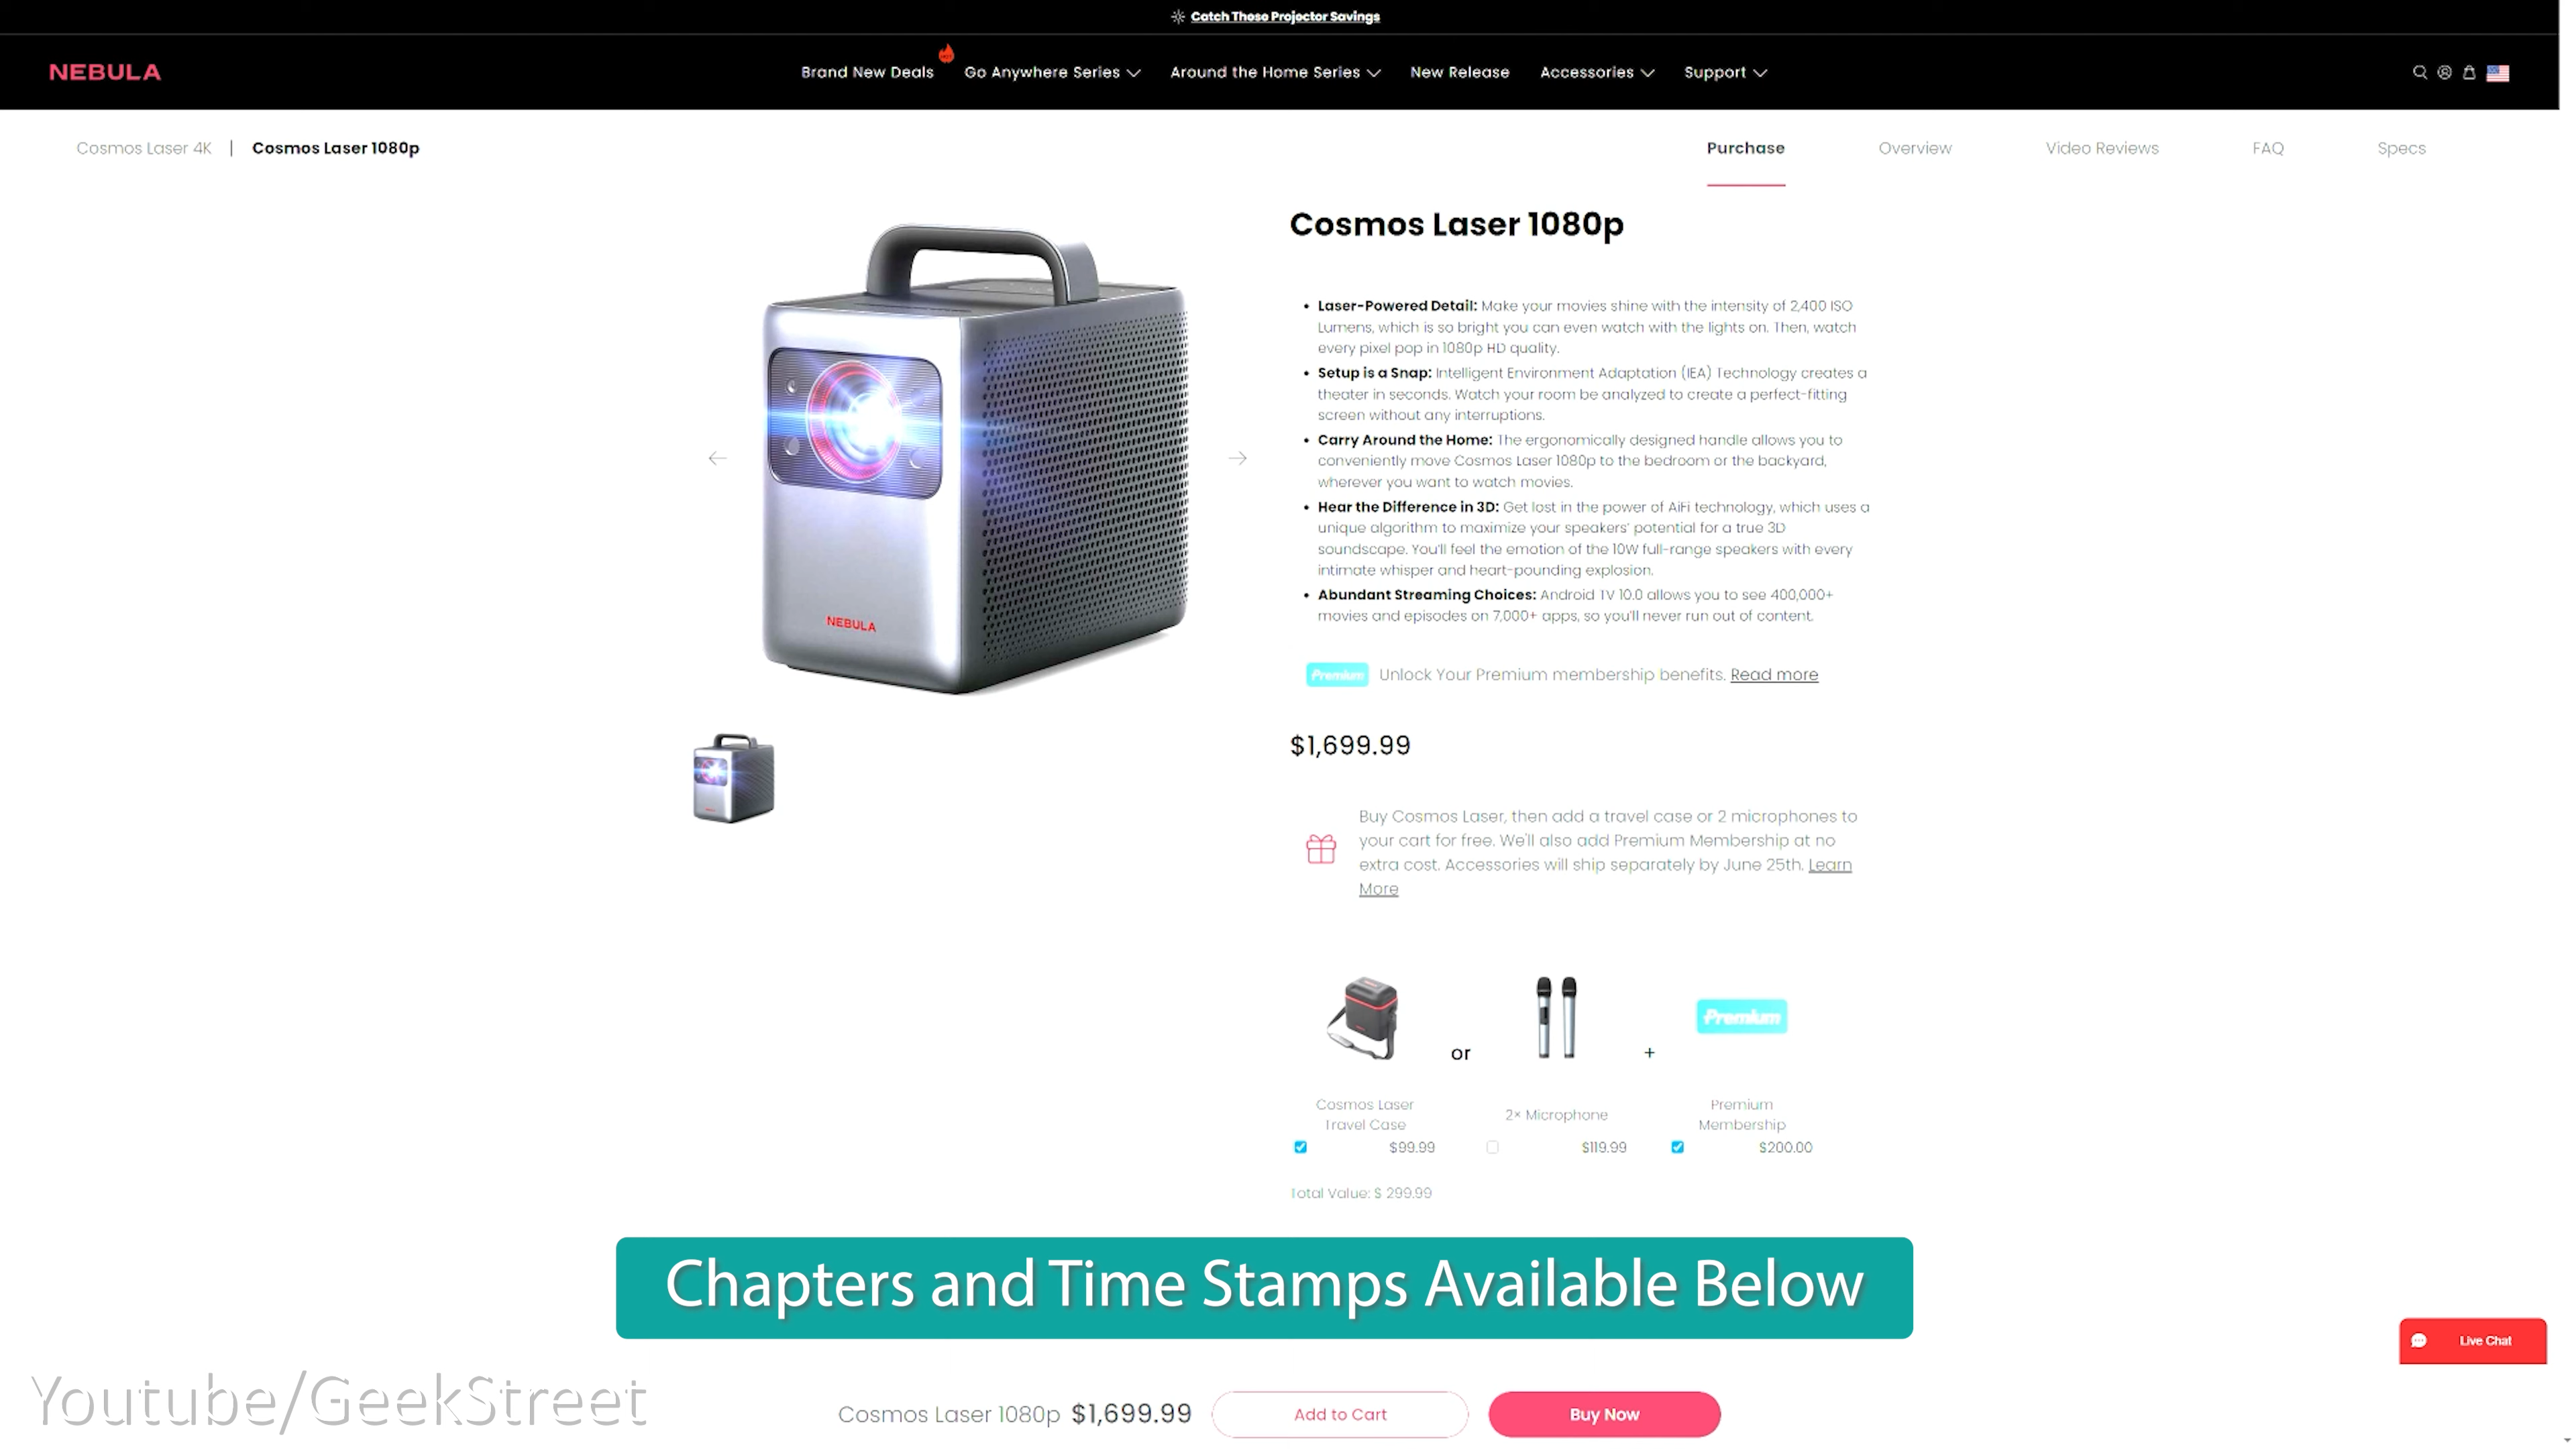 Catch Those Projector Savings
NEBULA
Brand New Deals
HOT
Go Anywhere Series
Around the Home Series
New Release
Accessories
Support
Cosmos Laser 4K | Cosmos Laser 1080p
Purchase
Overview
Video Reviews
FAQ
Specs
Cosmos Laser 1080p
• Laser-Powered Detail: Make your movies shine with the intensity of 2,400 ISO
Lumens, which is so bright you can even watch with the lights on. Then, watch
every pixel pop in 1080p HD quality.
• Setup is a Snap: Intelligent Environment Adaptation (IEA) Technology creates a
theater in seconds. Watch your room be analyzed to create a perfect-fitting
screen without any interruptions.
• Carry Around the Home: The ergonomically designed handle allows you to
conveniently move Cosmos Laser 1080p to the bedroom or the backyard,
wherever you want to watch movies.
• Hear the Difference in 3D: Get lost in the power of AiFi technology, which uses a
unique algorithm to maximize your speakers' potential for a true 3D
soundscape. You'll feel the emotion of the 10W full-range speakers with every
intimate whisper and heart-pounding explosion.
• Abundant Streaming Choices: Android TV 10.0 allows you to see 400,000+
movies and episodes on 7,000+ apps, so you'll never run out of content.
NEBULA
Premium Unlock Your Premium membership benefits. Read more
$1,699.99
Buy Cosmos Laser, then add a travel case or 2 microphones to
your cart for free. We'll also add Premium Membership at no
extra cost. Accessories will ship separately by June 25th. Learn
More
or
+
Premium
Cosmos Laser
Travel Case
$99.99
2× Microphone
$119.99
Premium
Membership
$200.00
Total Value: $ 299.99
Chapters and Time Stamps Available Below
Live Chat
Youtube/GeekStreet
Cosmos Laser 1080p $1,699.99
Add to Cart
Buy Now